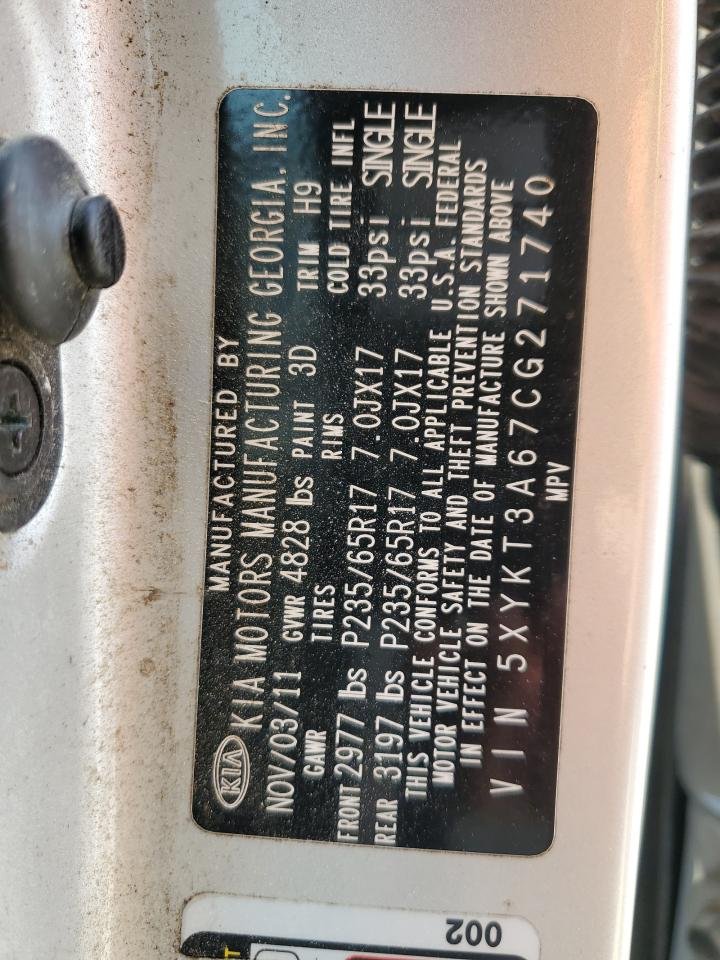 MANUFACTURED BY
KIA KIA MOTORS MANUFACTURING GEORGIA, INC.
NOV/03/11 GVWR 4828 lbs PAINT 3D TRIM H9
GAWR TIRES RIMS COLD TIRE INFL
FRONT 2977 lbs P235/65R17 7.0JX17 33psi SINGLE
REAR 3197 lbs P235/65R17 7.0JX17 33psi SINGLE
THIS VEHICLE CONFORMS TO ALL APPLICABLE U.S.A. FEDERAL
MOTOR VEHICLE SAFETY AND THEFT PREVENTION STANDARDS
IN EFFECT ON THE DATE OF MANUFACTURE SHOWN ABOVE
VIN 5XYKT3A67CG271740
MPV
002